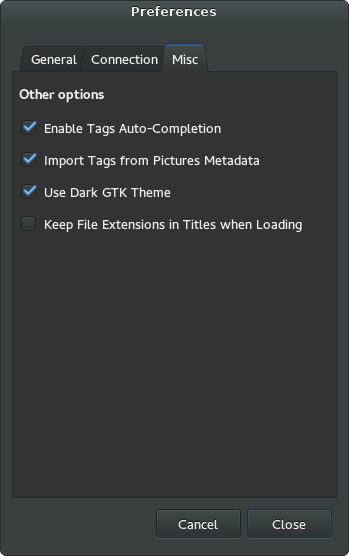 Preferences
General Connection Misc
Other options
Enable Tags Auto-Completion
Import Tags from Pictures Metadata
Use Dark GTK Theme
Keep File Extensions in Titles when Loading
Cancel Close